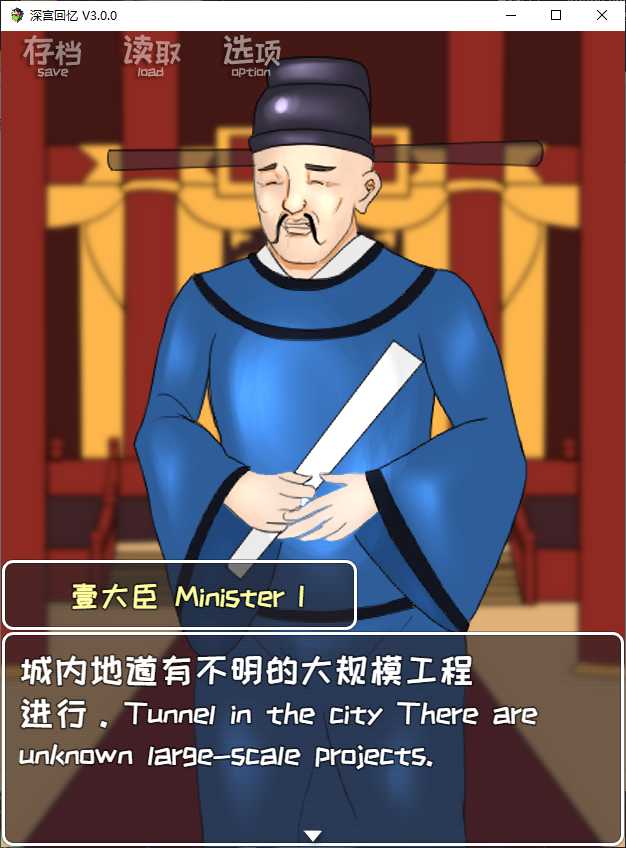 深宫回忆 V3.0.0
存档 读取 选项
save load option
壹大臣 Minister 1
城内地道有不明的大规模工程
进行．Tunnel in the city There are
unknown large-scale projects.